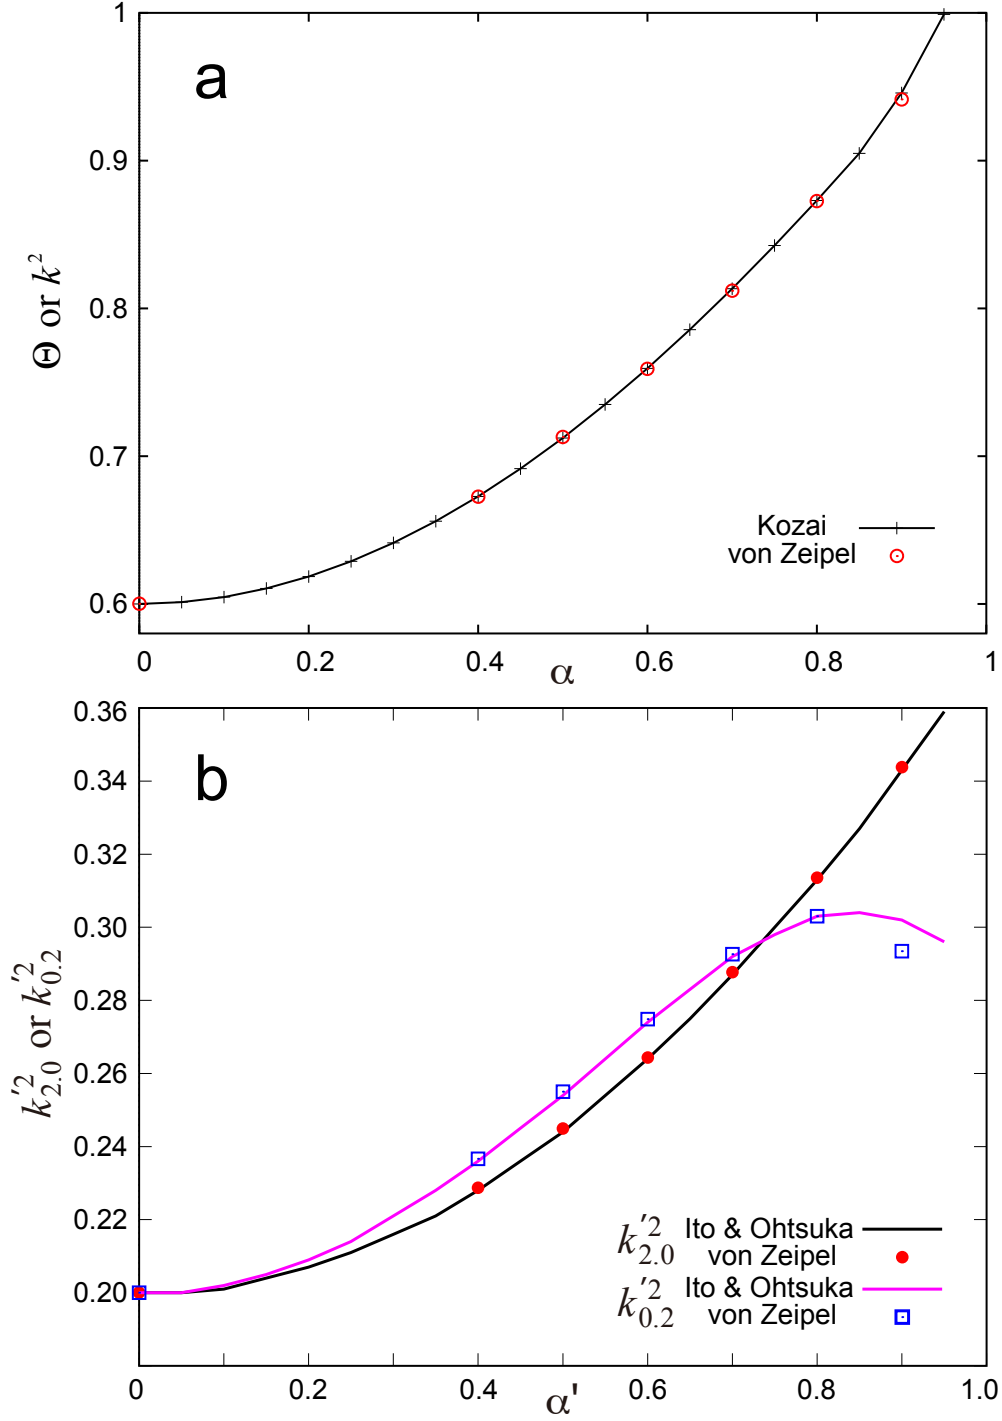 a
1
0.9
0.8
0.7
0.6
Θ or k²
Kozai
von Zeipel
0 0.2 0.4 0.6 0.8 1
α
b
0.36
0.34
0.32
0.30
0.28
0.26
0.24
0.22
0.20
k′²₂.₀ or k′²₀.₂
k′²₂.₀ Ito & Ohtsuka
von Zeipel
k′²₀.₂ Ito & Ohtsuka
von Zeipel
0 0.2 0.4 0.6 0.8 1.0
α'